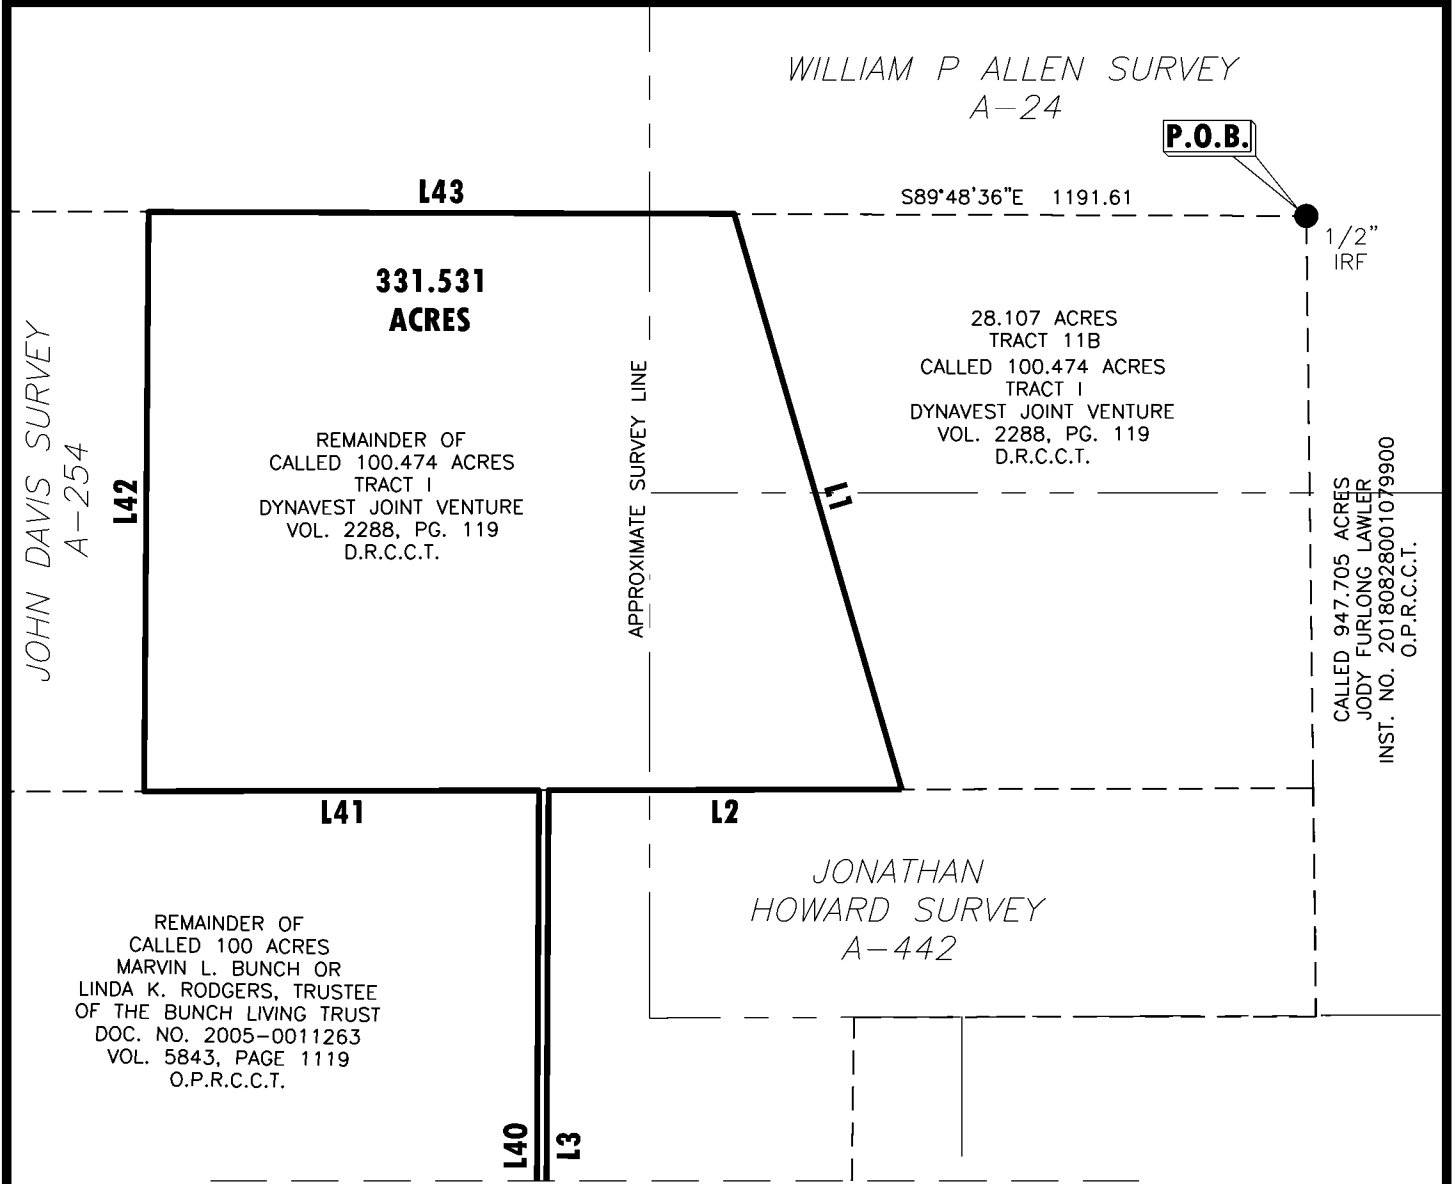 WILLIAM P ALLEN SURVEY
A-24
P.O.B.
L43
S89°48'36"E 1191.61
1/2"
IRF
331.531
ACRES
28.107 ACRES
TRACT 11B
CALLED 100.474 ACRES
TRACT I
DYNAVEST JOINT VENTURE
VOL. 2288, PG. 119
D.R.C.C.T.
JOHN DAVIS SURVEY
A-254
L42
REMAINDER OF
CALLED 100.474 ACRES
TRACT I
DYNAVEST JOINT VENTURE
VOL. 2288, PG. 119
D.R.C.C.T.
APPROXIMATE SURVEY LINE
L1
CALLED 947.705 ACRES
JODY FURLONG LAWLER
INST. NO. 20180828001079900
O.P.R.C.C.T.
L41
L2
JONATHAN
HOWARD SURVEY
A-442
REMAINDER OF
CALLED 100 ACRES
MARVIN L. BUNCH OR
LINDA K. RODGERS, TRUSTEE
OF THE BUNCH LIVING TRUST
DOC. NO. 2005-0011263
VOL. 5843, PAGE 1119
O.P.R.C.C.T.
L40
L3